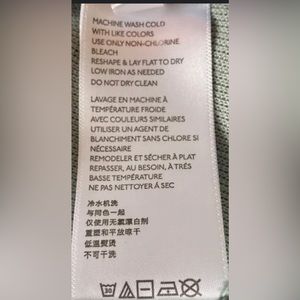 MACHINE WASH COLD
WITH LIKE COLORS
USE ONLY NON-CHLORINE
BLEACH
RESHAPE & LAY FLAT TO DRY
LOW IRON AS NEEDED
DO NOT DRY CLEAN
LAVAGE EN MACHINE À
TEMPÉRATURE FROIDE
AVEC COULEURS SIMILAIRES
UTILISER UN AGENT DE
BLANCHIMENT SANS CHLORE SI
NÉCESSAIRE
REMODELER ET SÉCHER À PLAT
REPASSER, AU BESOIN, À TRÈS
BASSE TEMPÉRATURE
NE PAS NETTOYER À SEC
冷水机洗
与同色一起
仅使用无氯漂白剂
重塑和平放晾干
低温熨烫
不可干洗
30